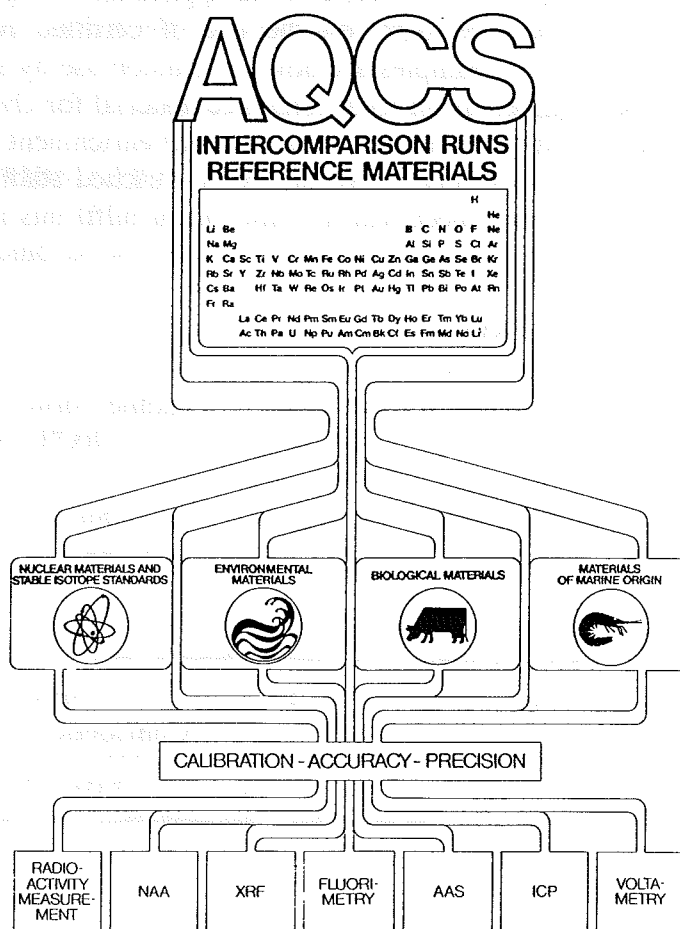 AQCS
INTERCOMPARISON RUNS
REFERENCE MATERIALS
H
He
Li Be B C N O F Ne
Na Mg Al Si P S Cl Ar
K Ca Sc Ti V Cr Mn Fe Co Ni Cu Zn Ga Ge As Se Br Kr
Rb Sr Y Zr Nb Mo Tc Ru Rh Pd Ag Cd In Sn Sb Te I Xe
Cs Ba Hf Ta W Re Os Ir Pt Au Hg Tl Pb Bi Po At Rn
Fr Ra
La Ce Pr Nd Pm Sm Eu Gd Tb Dy Ho Er Tm Yb Lu
Ac Th Pa U Np Pu Am Cm Bk Cf Es Fm Md No
NUCLEAR MATERIALS AND
STABLE ISOTOPE STANDARDS
ENVIRONMENTAL
MATERIALS
BIOLOGICAL MATERIALS
MATERIALS
OF MARINE ORIGIN
CALIBRATION - ACCURACY - PRECISION
RADIO-
ACTIVITY
MEASURE-
MENT
NAA
XRF
FLUORI-
METRY
AAS
ICP
VOLTA-
METRY